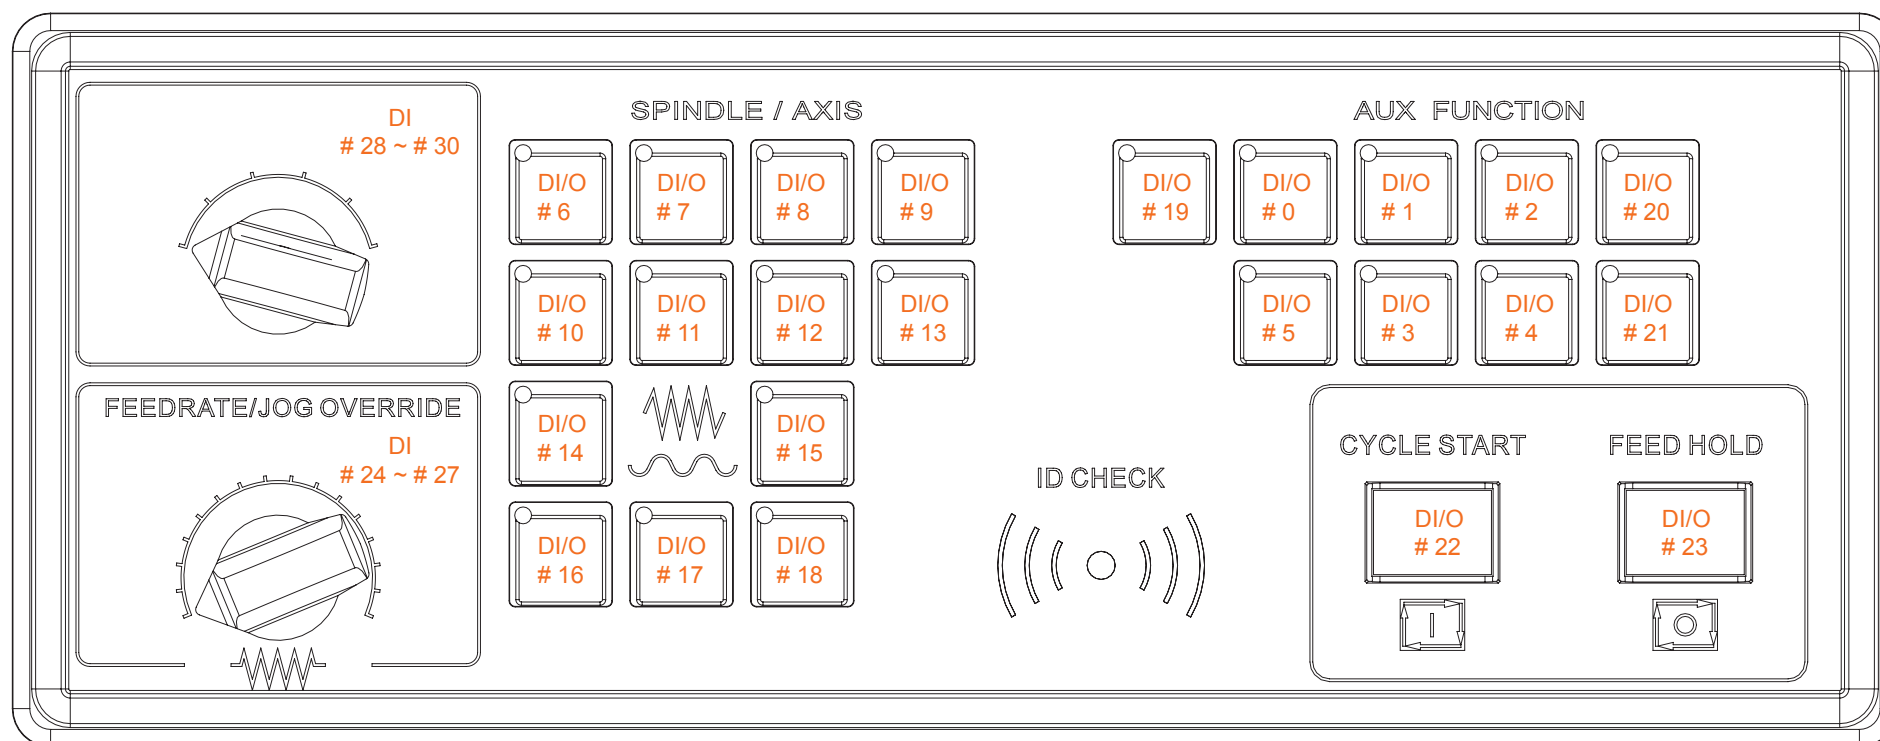 DI
# 28 ~ # 30
SPINDLE / AXIS
DI/O
# 6
DI/O
# 7
DI/O
# 8
DI/O
# 9
DI/O
# 10
DI/O
# 11
DI/O
# 12
DI/O
# 13
DI/O
# 14
DI/O
# 15
DI/O
# 16
DI/O
# 17
DI/O
# 18
AUX FUNCTION
DI/O
# 19
DI/O
# 0
DI/O
# 1
DI/O
# 2
DI/O
# 20
DI/O
# 5
DI/O
# 3
DI/O
# 4
DI/O
# 21
FEEDRATE/JOG OVERRIDE
DI
# 24 ~ # 27
ID CHECK
CYCLE START
DI/O
# 22
FEED HOLD
DI/O
# 23